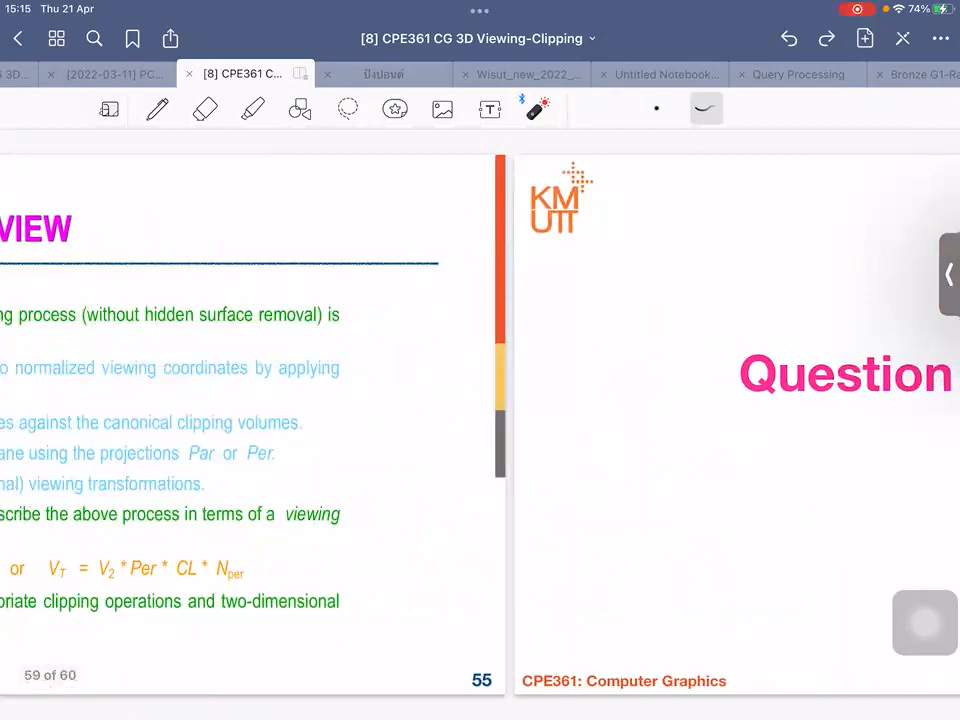 15:15 Thu 21 Apr
74%
[8] CPE361 CG 3D Viewing-Clipping
3D...
[2022-03-11] PC...
[8] CPE361 C...
ปิงปอนด์
Wisut_new_2022_...
Untitled Notebook...
Query Processing
Bronze G1-Ra
T
VIEW
ng process (without hidden surface removal) is
o normalized viewing coordinates by applying
es against the canonical clipping volumes.
ane using the projections Par or Per.
nal) viewing transformations.
scribe the above process in terms of a viewing
or VT = V2 * Per * CL * Nper
oriate clipping operations and two-dimensional
59 of 60
55
KM
UTT
Question
CPE361: Computer Graphics